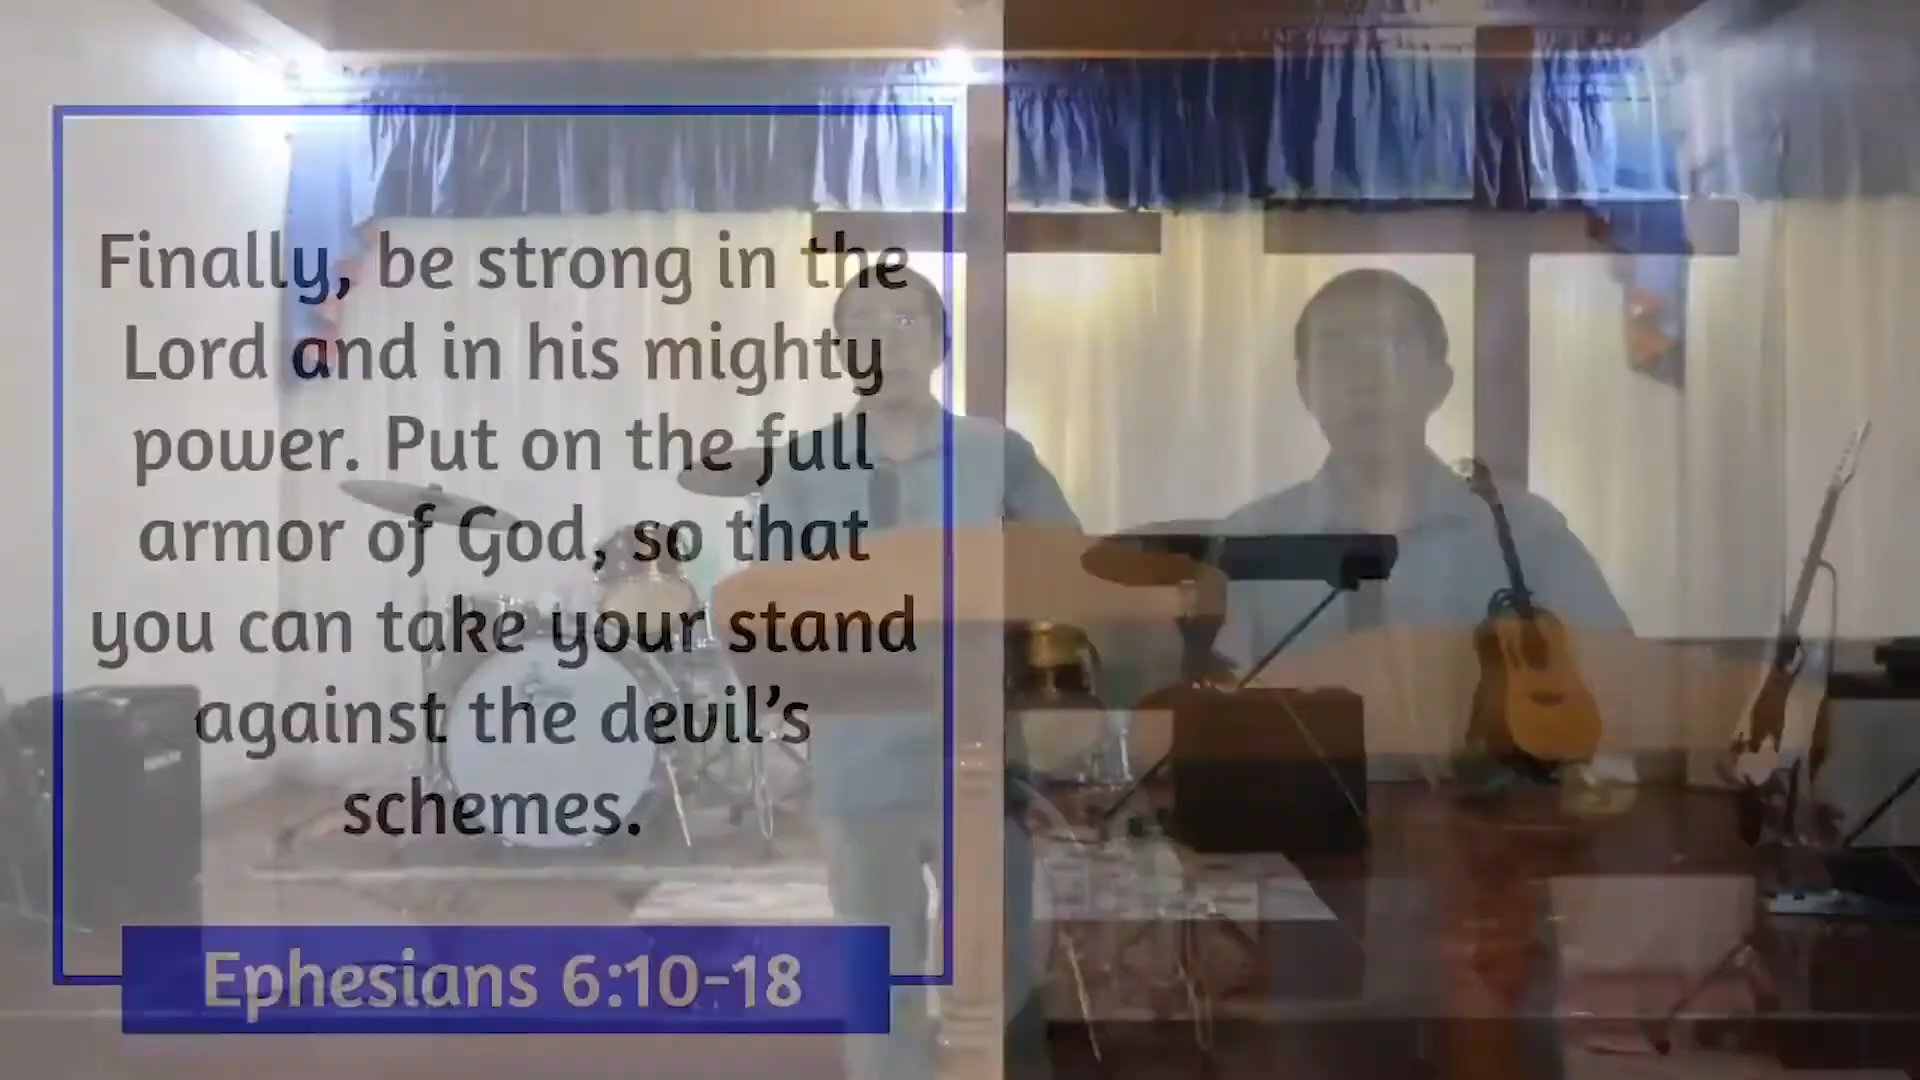 Finally, be strong in the
Lord and in his mighty
power. Put on the full
armor of God, so that
you can take your stand
against the devil’s
schemes.
Ephesians 6:10-18